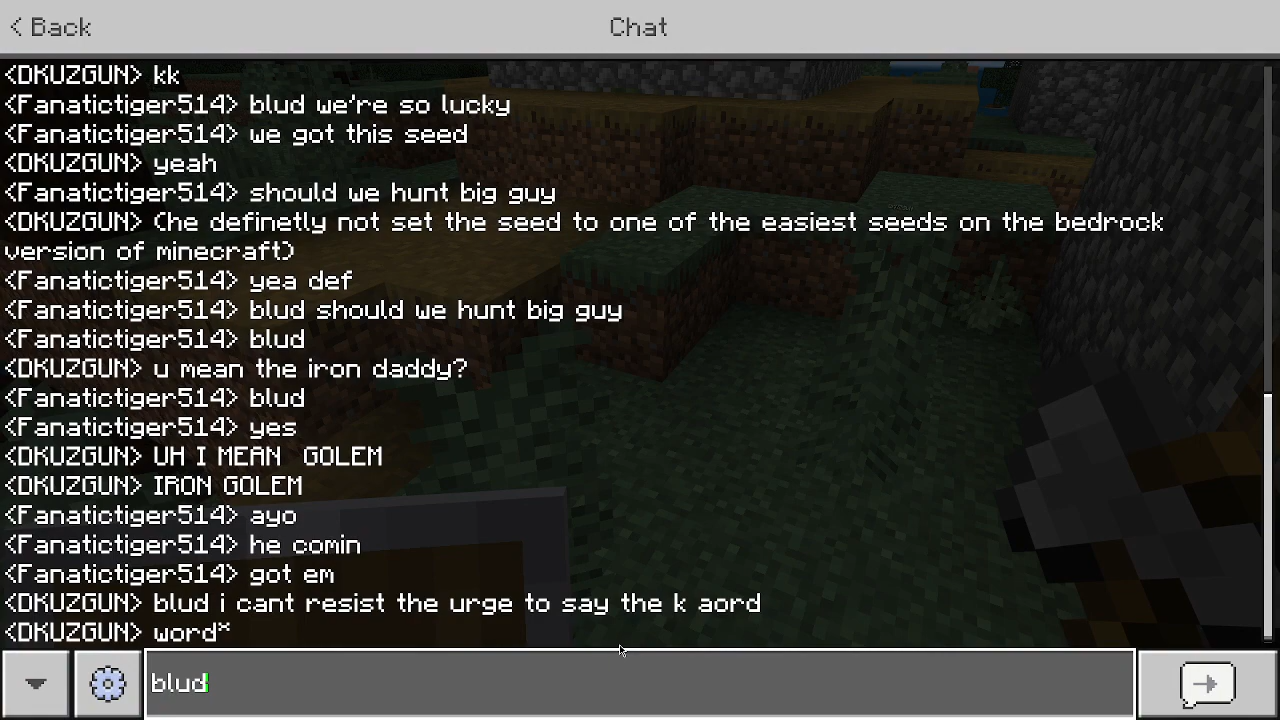 < Back
Chat
<DKUZGUN> kk
<Fanatictiger514> blud we're so lucky
<Fanatictiger514> we got this seed
<DKUZGUN> yeah
<Fanatictiger514> should we hunt big guy
<DKUZGUN> (he definetly not set the seed to one of the easiest seeds on the bedrock
version of minecraft)
<Fanatictiger514> yea def
<Fanatictiger514> blud should we hunt big guy
<Fanatictiger514> blud
<DKUZGUN> u mean the iron daddy?
<Fanatictiger514> blud
<Fanatictiger514> yes
<DKUZGUN> UH I MEAN  GOLEM
<DKUZGUN> IRON GOLEM
<Fanatictiger514> ayo
<Fanatictiger514> he comin
<Fanatictiger514> got em
<DKUZGUN> blud i cant resist the urge to say the k aord
<DKUZGUN> word*
blud